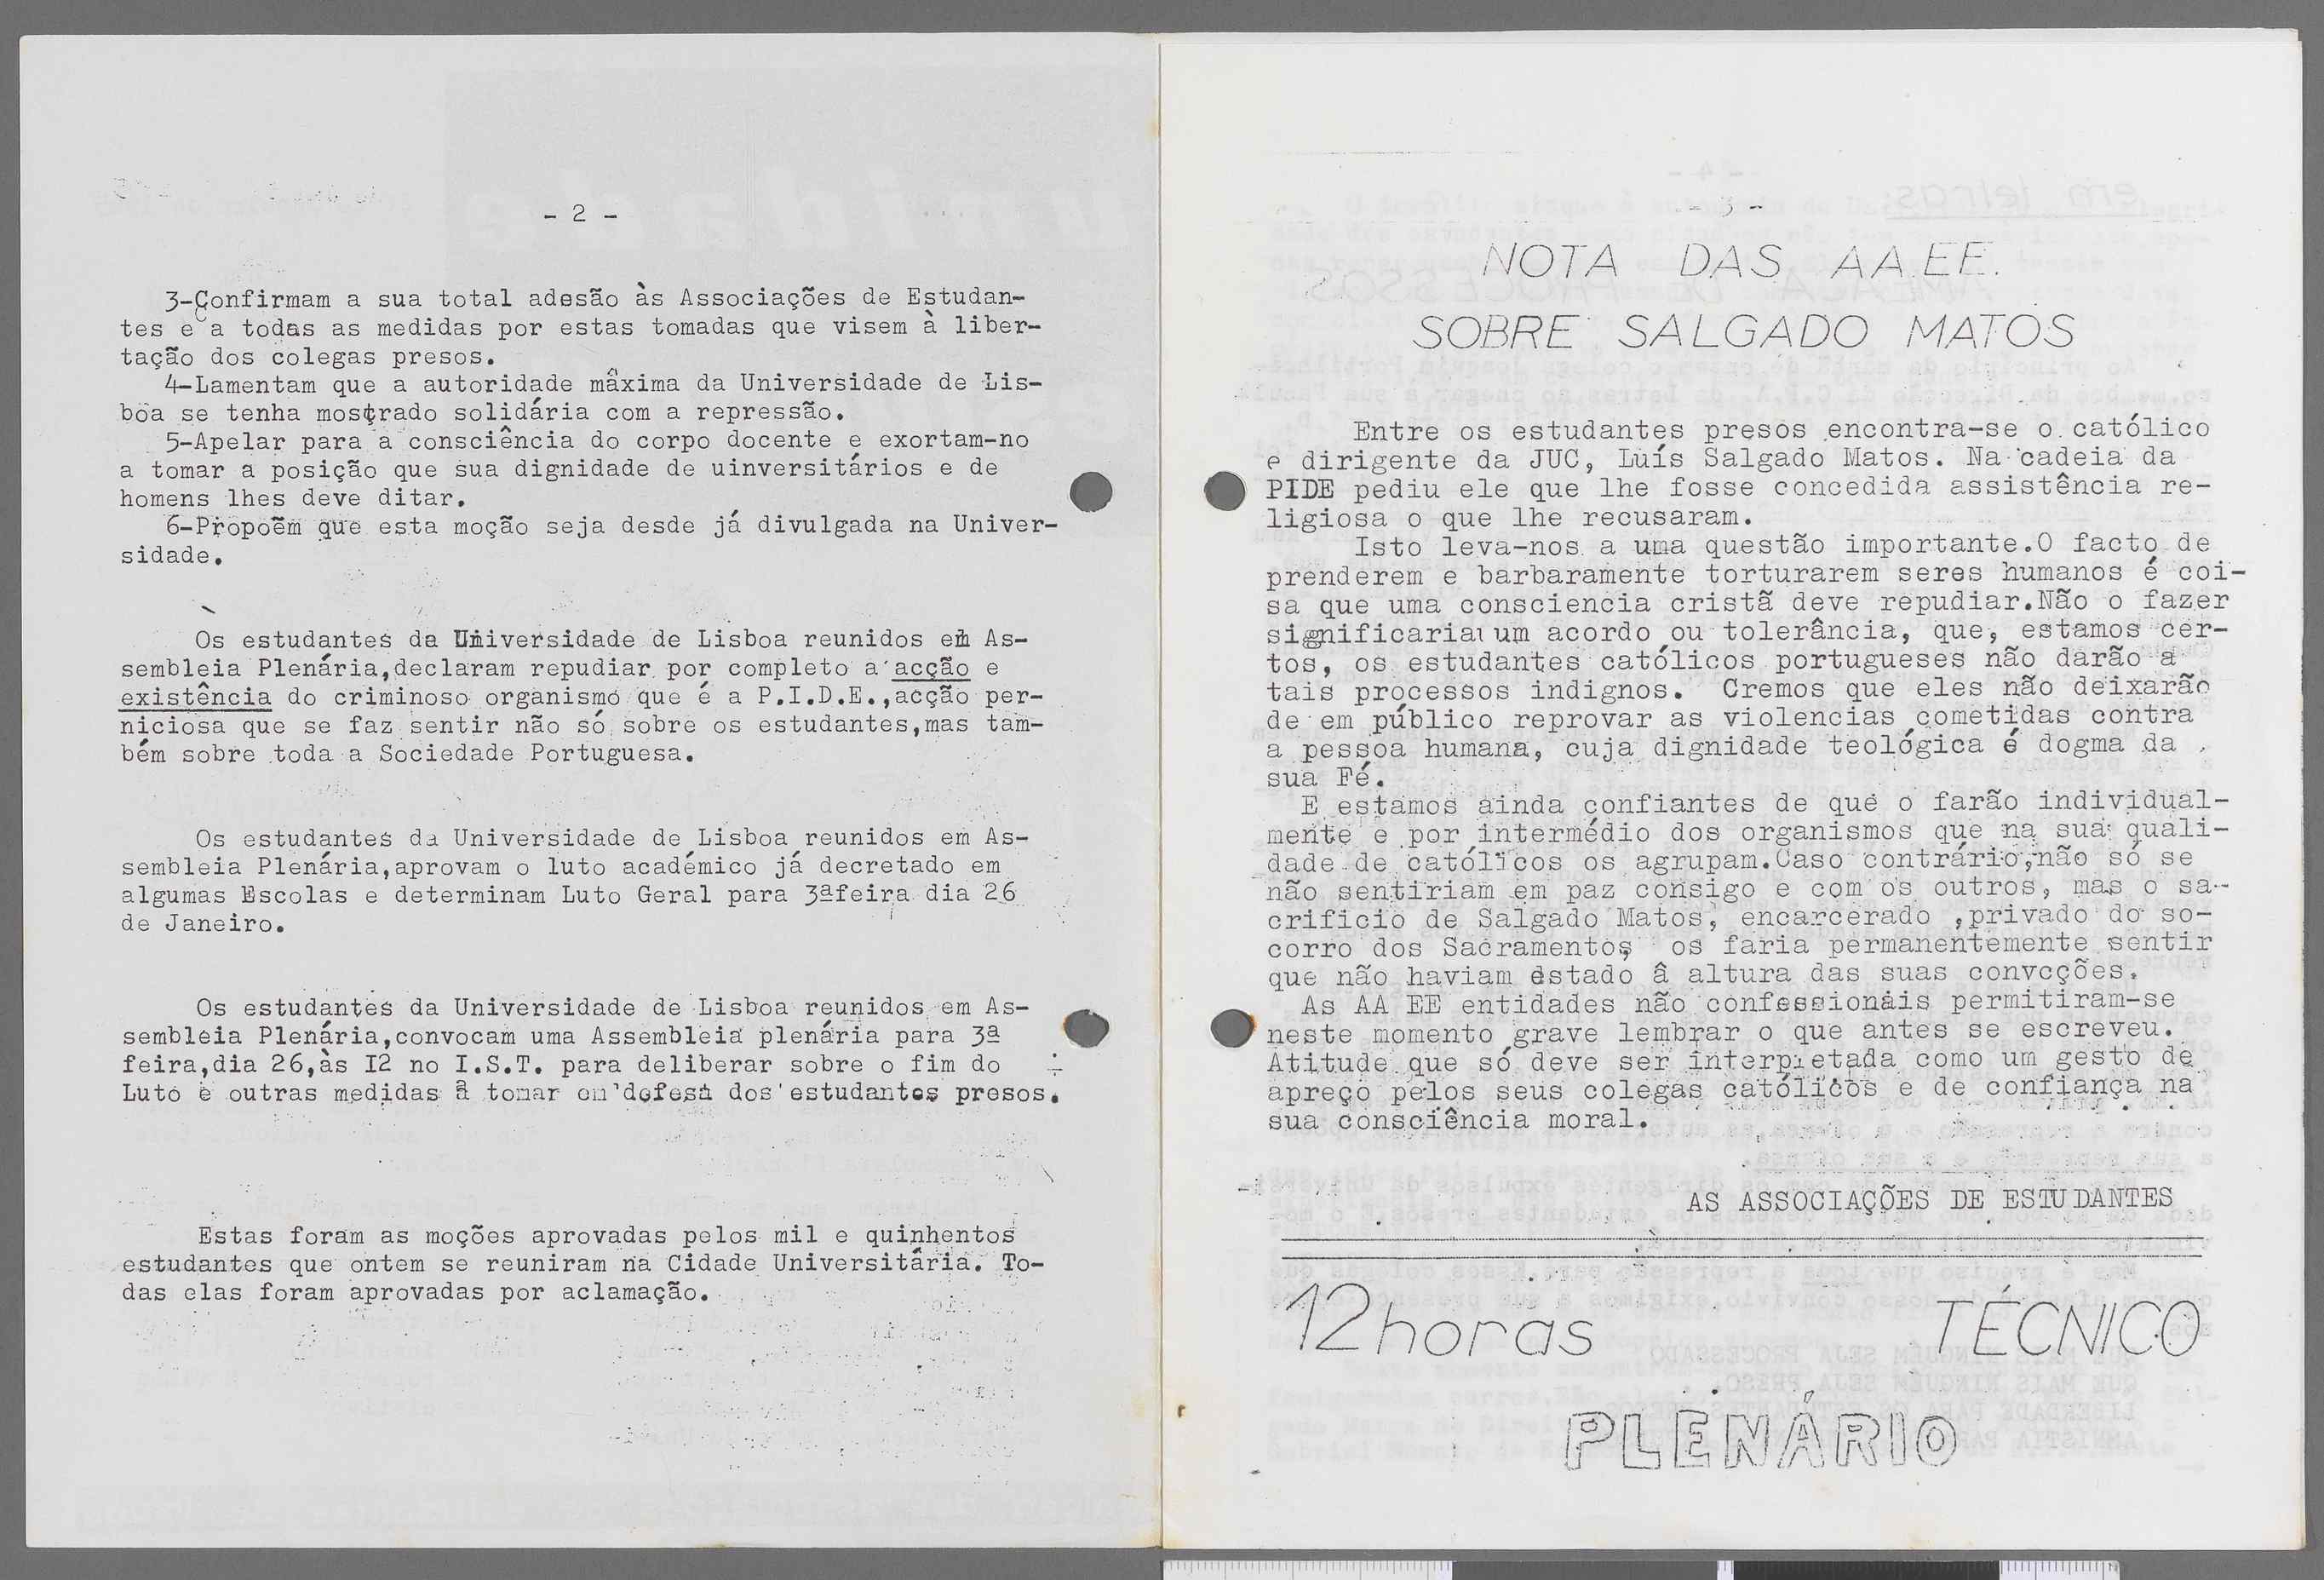 - 2 -
3-Confirmam a sua total adesão às Associações de Estudan-
tes e a todas as medidas por estas tomadas que visem à liber-
tação dos colegas presos.
4-Lamentam que a autoridade mâxima da Universidade de Lis-
boa se tenha mosțrado solidária com a repressão.
5-Apelar para a consciência do corpo docente e exortam-no
a tomar a posição que sua dignidade de uinversitários e de
homens lhes deve ditar.
6-Propoẽm que esta moção seja desde já divulgada na Univer-
sidade.
Os estudantes da Universidade de Lisboa reunidos em As-
sembleia Plenária,declaram repudiar por completo a acção e
existência do criminoso organismo que é a P.I.D.E.,acção per-
niciosa que se faz sentir não só sobre os estudantes,mas tam-
bém sobre toda a Sociedade Portuguesa.
Os estudantes da Universidade de Lisboa reunidos em As-
sembleia Plenária,aprovam o luto académico já decretado em
algumas Escolas e determinam Luto Geral para 3ªfeira dia 26
de Janeiro.
Os estudantes da Universidade de Lisboa reunidos em As-
sembleia Plenária,convocam uma Assembleia plenária para 3ª
feira,dia 26,às I2 no I.S.T. para deliberar sobre o fim do
Luto e outras medidas â tomar em defesa dos estudantes presos.
Estas foram as moções aprovadas pelos mil e quinhentos
estudantes que ontem se reuniram na Cidade Universitária. To-
das elas foram aprovadas por aclamação.
- 3 -
NOTA DAS AA.EE.
SOBRE SALGADO MATOS
Entre os estudantes presos encontra-se o católico
e dirigente da JUC, Luís Salgado Matos. Na cadeia da
PIDE pediu ele que lhe fosse concedida assistência re-
ligiosa o que lhe recusaram.
Isto leva-nos a uma questão importante.O facto de
prenderem e barbaramente torturarem seres humanos é coi-
sa que uma consciencia cristã deve repudiar.Não o fazer
significaria um acordo ou tolerância, que, estamos cer-
tos, os estudantes católicos portugueses não darão a
tais processos indignos. Cremos que eles não deixarão
de em público reprovar as violencias cometidas contra
a pessoa humana, cuja dignidade teológica é dogma da
sua Fé.
E estamos ainda confiantes de que o farão individual-
mente e por intermédio dos organismos que na sua quali-
dade de católicos os agrupam.Caso contrário,não só se
não sentiriam em paz consigo e com os outros, mas o sa-
crificio de Salgado Matos, encarcerado ,privado do so-
corro dos Sacramentos os faria permanentemente sentir
que não haviam estado â altura das suas convcções.
As AA EE entidades não confessionais permitiram-se
neste momento grave lembrar o que antes se escreveu.
Atitude que só deve ser interpretada como um gesto de
apreço pelos seus colegas católicos e de confiança na
sua consciência moral.
AS ASSOCIAÇÕES DE ESTUDANTES
12horas TÉCNICO
PLENÁRIO